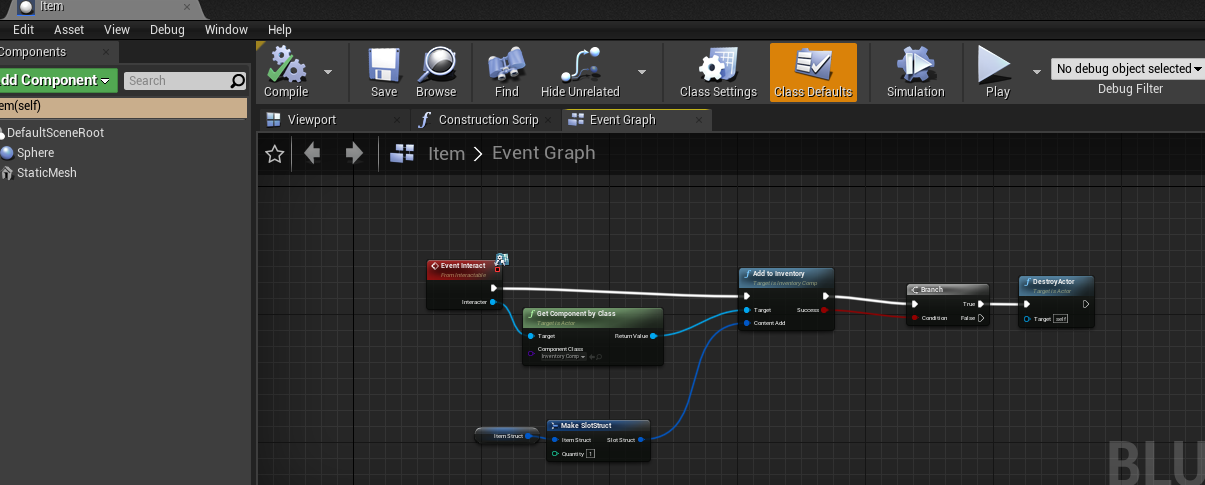 Item
Edit Asset View Debug Window Help
Components
dd Component
Search
em(self)
DefaultSceneRoot
Sphere
StaticMesh
Compile
Save
Browse
Find
Hide Unrelated
Class Settings
Class Defaults
Simulation
Play
No debug object selected
Debug Filter
Viewport
Construction Scrip
Event Graph
Item > Event Graph
Event Interact
From Interactable
Interacter
Get Component by Class
Target is Actor
Target Return Value
Component Class
Inventory Comp
Item Struct
Make SlotStruct
Item Struct Slot Struct
Quantity 1
Add to Inventory
Target is Inventory Comp
Target Success
Content Add
Branch
True
Condition False
DestroyActor
Target is Actor
Target self
BLU